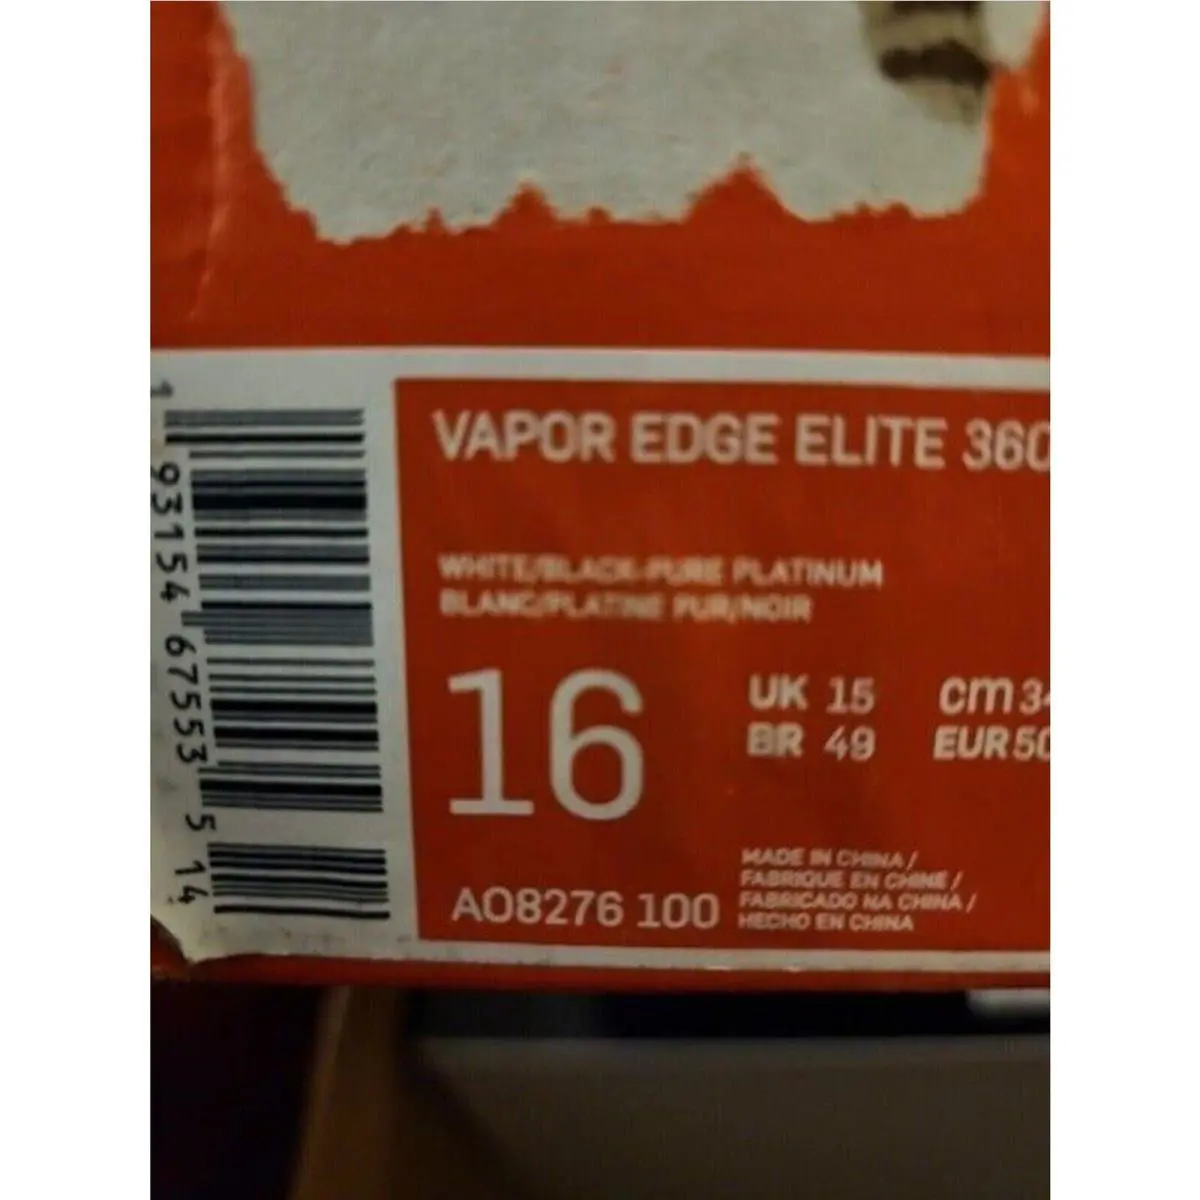 VAPOR EDGE ELITE 360
WHITE/BLACK-PURE PLATINUM
BLANC/PLATINE PUR/NOIR
16
UK 15
BR 49
cm 34
EUR 50
AO8276 100
MADE IN CHINA /
FABRIQUE EN CHINE /
FABRICADO NA CHINA /
HECHO EN CHINA
1 93154 67553 5 14